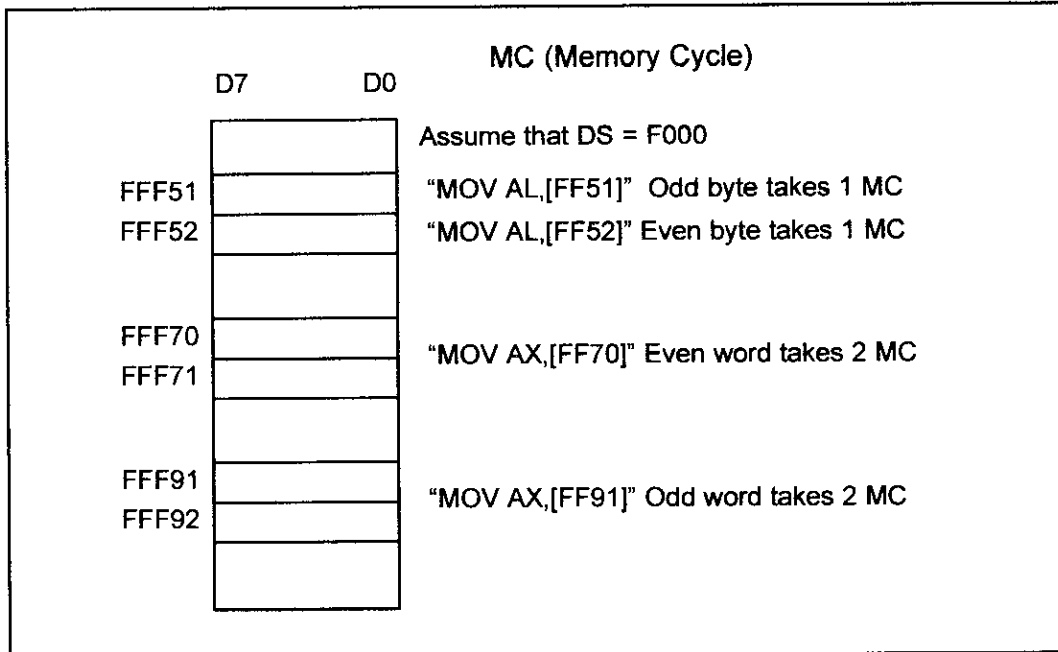 MC (Memory Cycle)
D7 D0
Assume that DS = F000
FFF51 “MOV AL,[FF51]” Odd byte takes 1 MC
FFF52 “MOV AL,[FF52]” Even byte takes 1 MC
FFF70
“MOV AX,[FF70]” Even word takes 2 MC
FFF71
FFF91
“MOV AX,[FF91]” Odd word takes 2 MC
FFF92